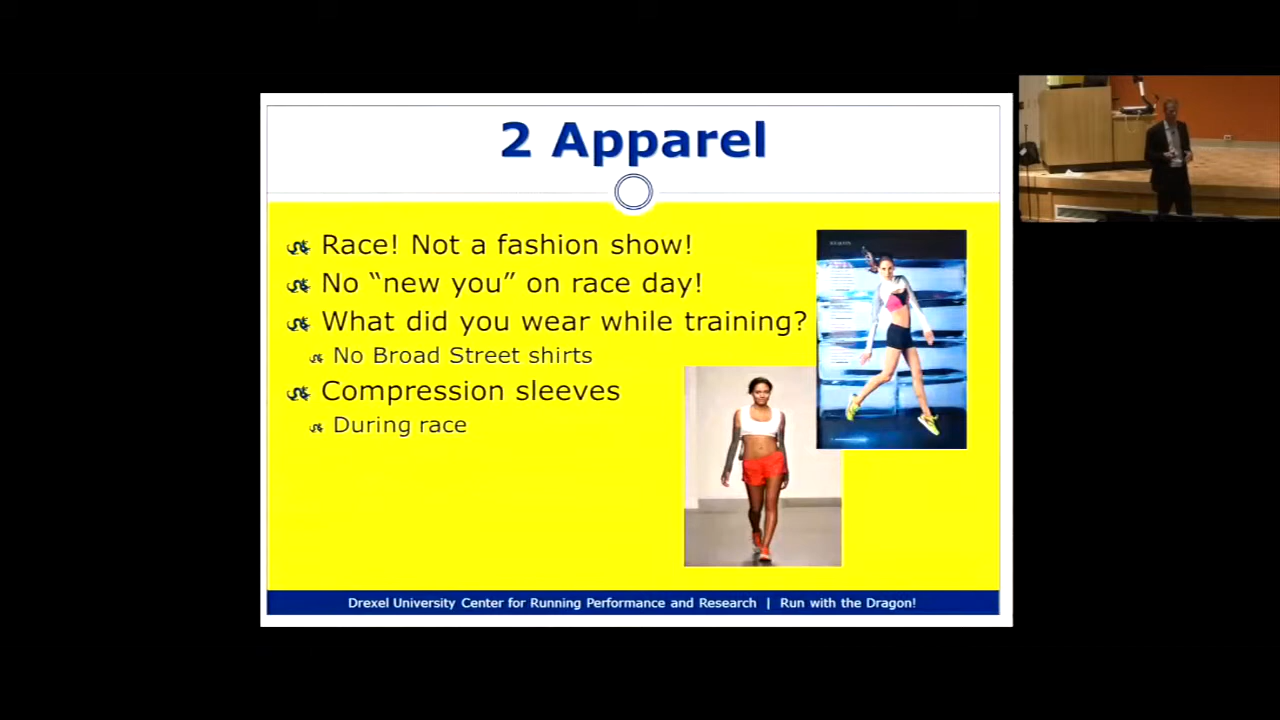 2 Apparel
Race! Not a fashion show!
No “new you” on race day!
What did you wear while training?
No Broad Street shirts
Compression sleeves
During race
Drexel University Center for Running Performance and Research | Run with the Dragon!